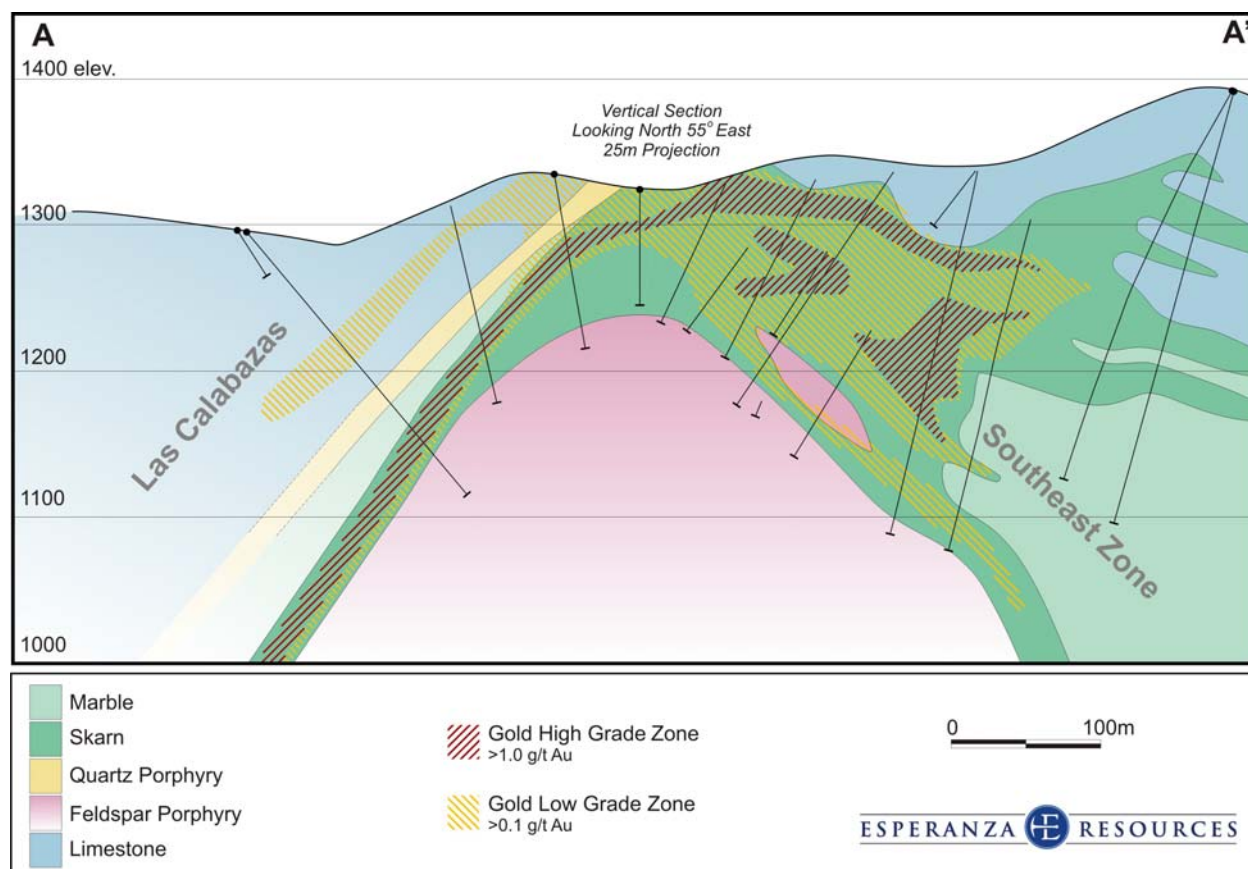 A
A'
1400 elev.
Vertical Section
Looking North 55° East
25m Projection
1300
1200
1100
1000
Las Calabazas
Southeast Zone
Marble
Skarn
Quartz Porphyry
Feldspar Porphyry
Limestone
Gold High Grade Zone
>1.0 g/t Au
Gold Low Grade Zone
>0.1 g/t Au
0 100m
ESPERANZA E RESOURCES